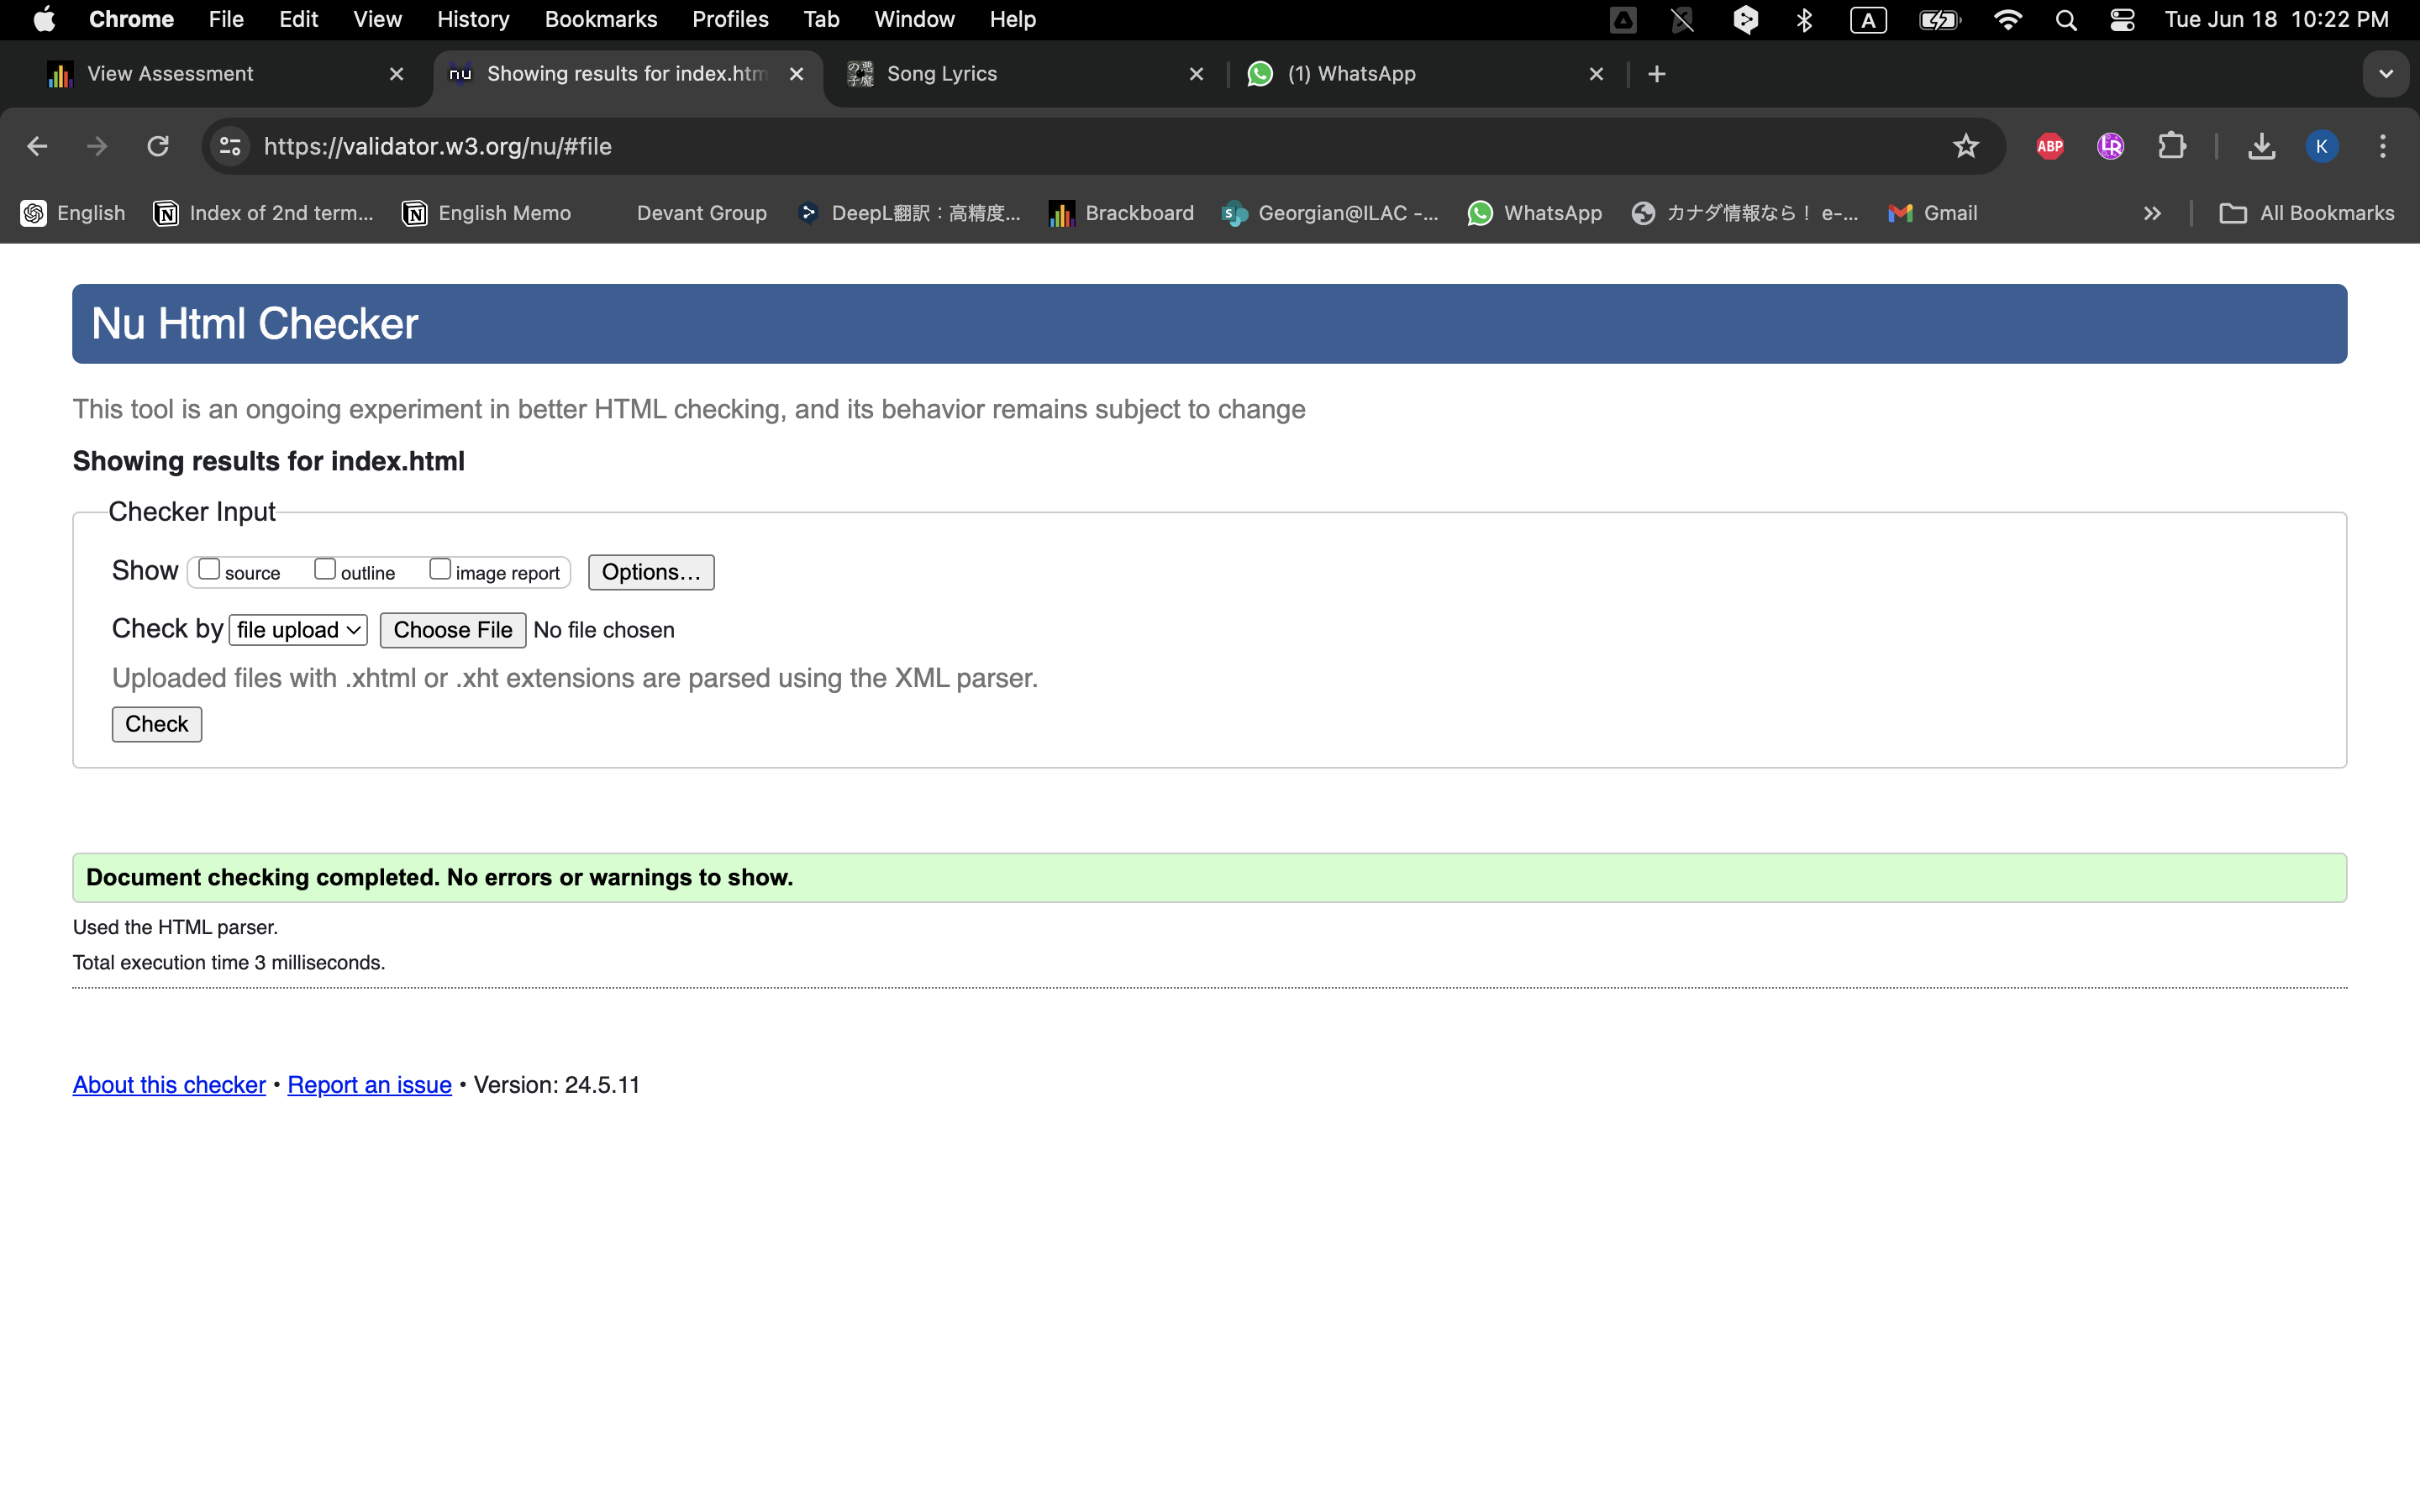 Chrome File Edit View History Bookmarks Profiles Tab Window Help A Tue Jun 18 10:22 PM
View Assessment nu Showing results for index.htm 悪魔の子 Song Lyrics (1) WhatsApp
https://validator.w3.org/nu/#file ABP LR K
English Index of 2nd term... English Memo Devant Group DeepL翻訳：高精度... Brackboard Georgian@ILAC -... WhatsApp カナダ情報なら！ e-... Gmail All Bookmarks
Nu Html Checker
This tool is an ongoing experiment in better HTML checking, and its behavior remains subject to change
Showing results for index.html
Checker Input
Show source outline image report Options...
Check by file upload Choose File No file chosen
Uploaded files with .xhtml or .xht extensions are parsed using the XML parser.
Check
Document checking completed. No errors or warnings to show.
Used the HTML parser.
Total execution time 3 milliseconds.
About this checker • Report an issue • Version: 24.5.11